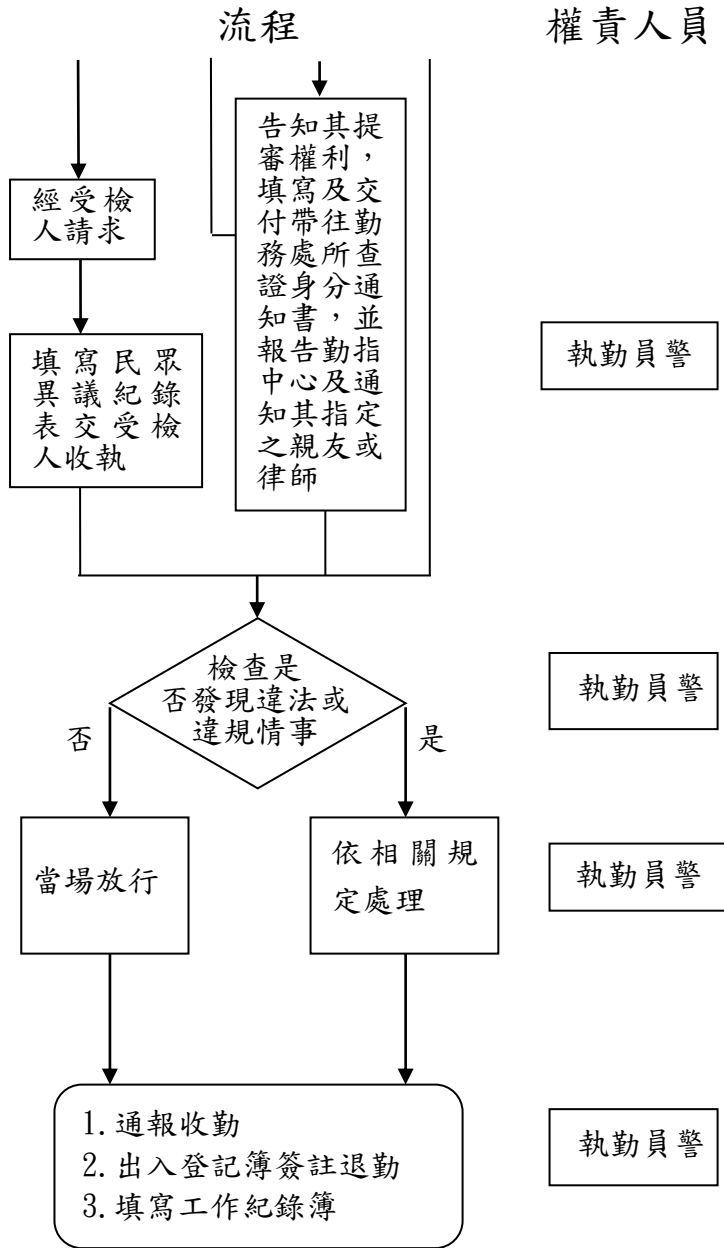 流程
權責人員
經受檢
人請求
填寫民眾
異議紀錄
表交受檢
人收執
告知其提
審權利，
填寫及交
付帶往勤
務處所查
證身分通
知書，並
報告勤指
中心及通
知其指定
之親友或
律師
執勤員警
檢查是
否發現違法或
違規情事
執勤員警
否
是
當場放行
依相關規
定處理
執勤員警
1.通報收勤
2.出入登記簿簽註退勤
3.填寫工作紀錄簿
執勤員警